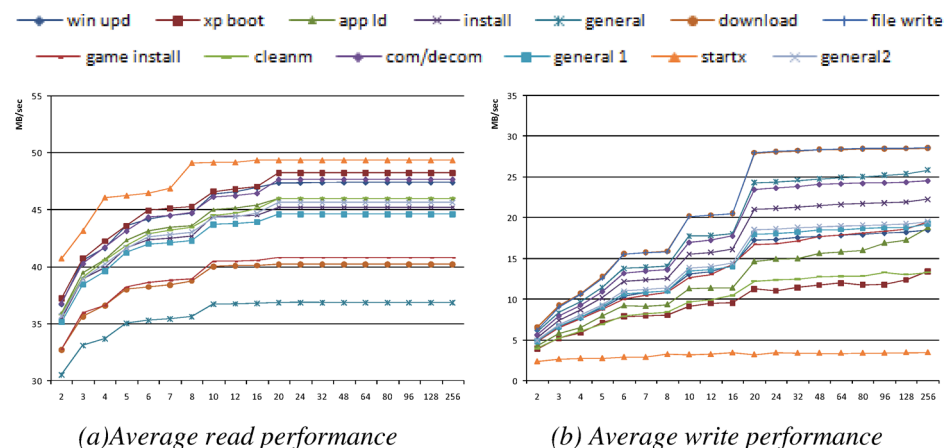 win upd xp boot app ld install general download file write
game install cleanm com/decom general 1 startx general2
MB/sec
55
50
45
40
35
30
2 3 4 5 6 7 8 10 12 16 20 24 32 48 64 80 96 128 256
(a)Average read performance
MB/sec
35
30
25
20
15
10
5
0
2 3 4 5 6 7 8 10 12 16 20 24 32 48 64 80 96 128 256
(b) Average write performance